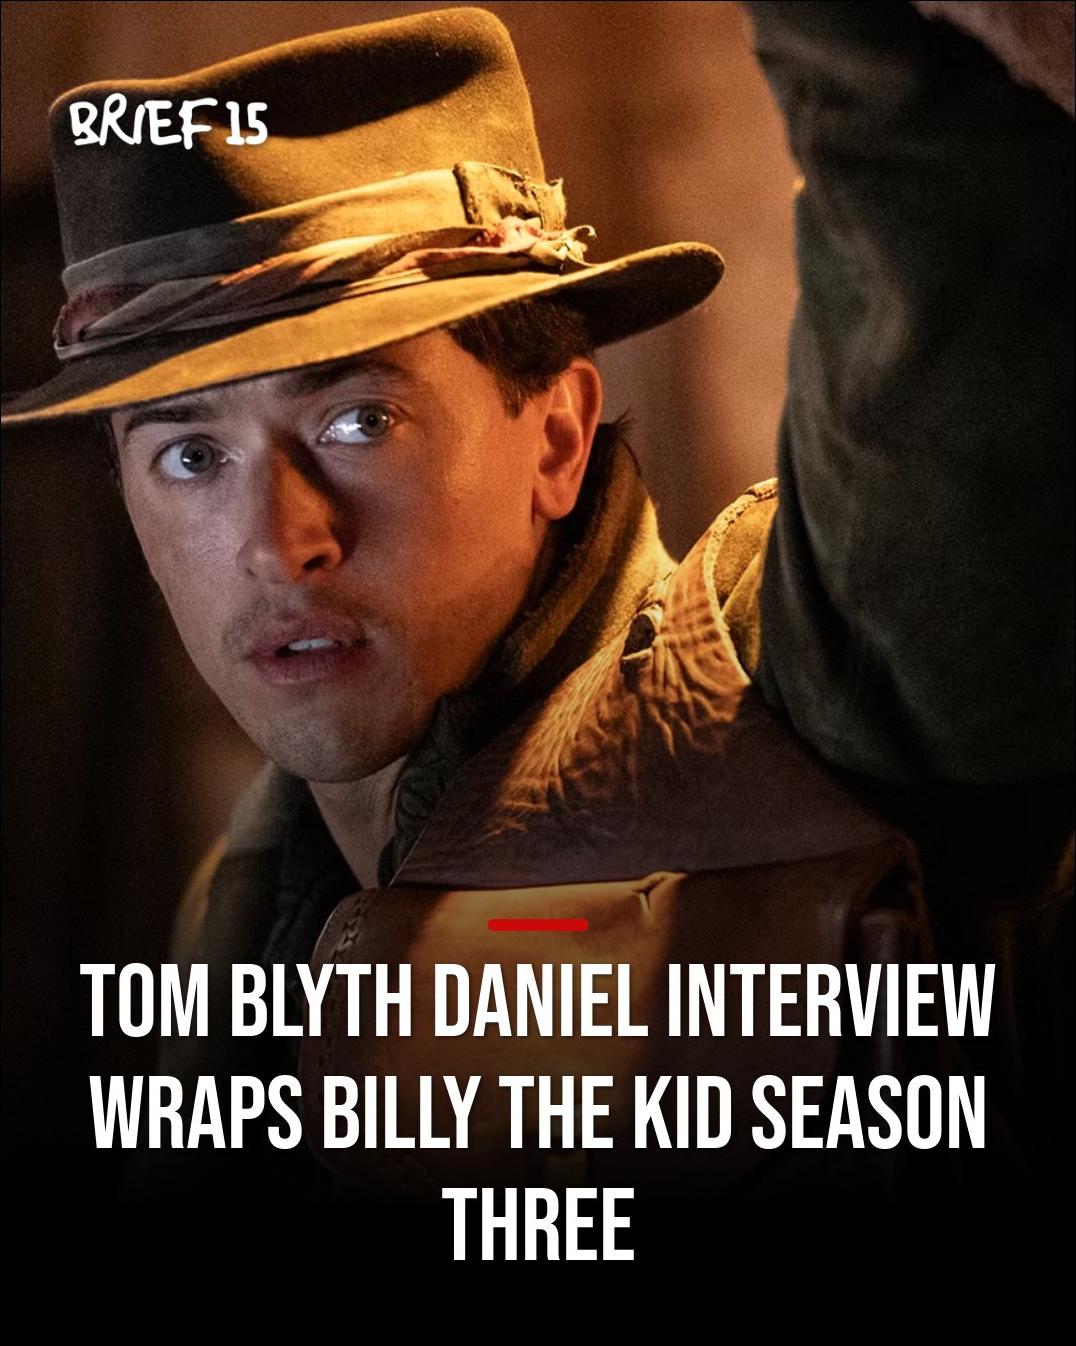 BRIEF 15
TOM BLYTH DANIEL INTERVIEW
WRAPS BILLY THE KID SEASON
THREE